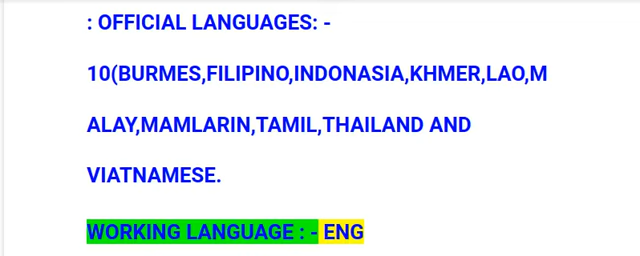 : OFFICIAL LANGUAGES: -
10(BURMES,FILIPINO,INDONASIA,KHMER,LAO,M
ALAY,MAMLARIN,TAMIL,THAILAND AND
VIATNAMESE.
WORKING LANGUAGE : - ENG